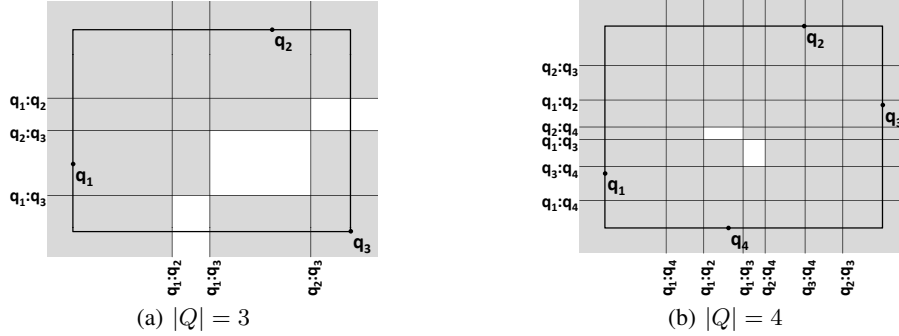 q₂
q₁:q₂
q₂:q₃
q₁
q₁:q₃
q₃
q₁:q₂
q₁:q₃
q₂:q₃
(a) |Q| = 3
q₂
q₂:q₃
q₁:q₂
q₃
q₂:q₄
q₁:q₃
q₃:q₄
q₁
q₁:q₄
q₄
q₁:q₄
q₁:q₂
q₁:q₃
q₂:q₄
q₃:q₄
q₂:q₃
(b) |Q| = 4